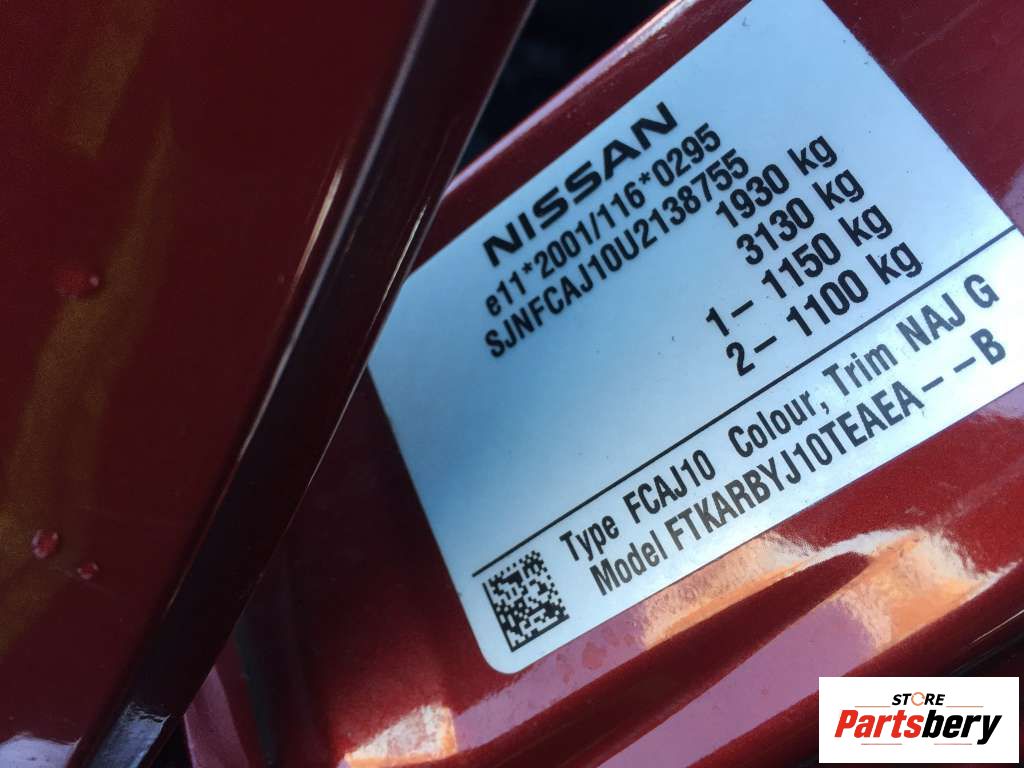 NISSAN
e11*2001/116*0295
SJNFCAJ10U2138755
1930 kg
3130 kg
1– 1150 kg
2– 1100 kg
Type FCAJ10 Colour, Trim NAJ G
Model FTKARBYJ10TEAEA– –B
STORE
Partsbery